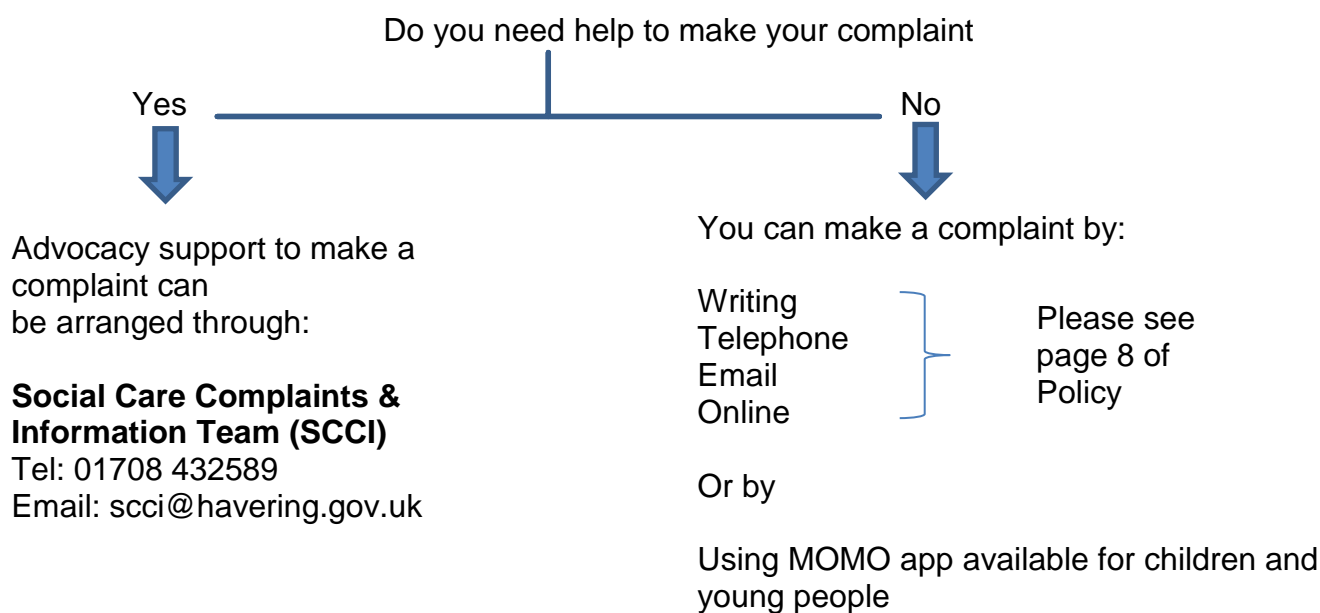 Do you need help to make your complaint
Yes
No
Advocacy support to make a
complaint can
be arranged through:
Social Care Complaints &
Information Team (SCCI)
Tel: 01708 432589
Email: scci@havering.gov.uk
You can make a complaint by:
Writing
Telephone
Email
Online
Please see
page 8 of
Policy
Or by
Using MOMO app available for children and
young people